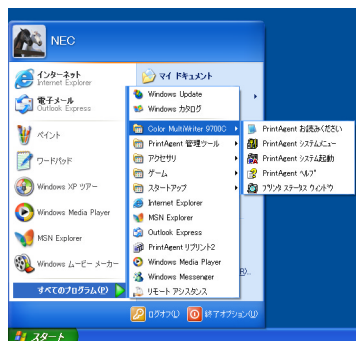 NEC
インターネット
Internet Explorer
電子メール
Outlook Express
ペイント
ワードパッド
Windows XP ツアー
Windows Media Player
MSN Explorer
Windows ムービー メーカー
すべてのプログラム(P)
マイ ドキュメント
Windows Update
Windows カタログ
Color MultiWriter 9700C
PrintAgent 管理ツール
アクセサリ
ゲーム
スタートアップ
Internet Explorer
MSN Explorer
Outlook Express
PrintAgent リプリント2
Windows Media Player
Windows Messenger
リモート アシスタンス
PrintAgent お読みください
PrintAgent システムメニュー
PrintAgent システム起動
PrintAgent ヘルプ
プリンタ ステータス ウィンドウ
R)...
ログオフ(L)
終了オプション(U)
スタート